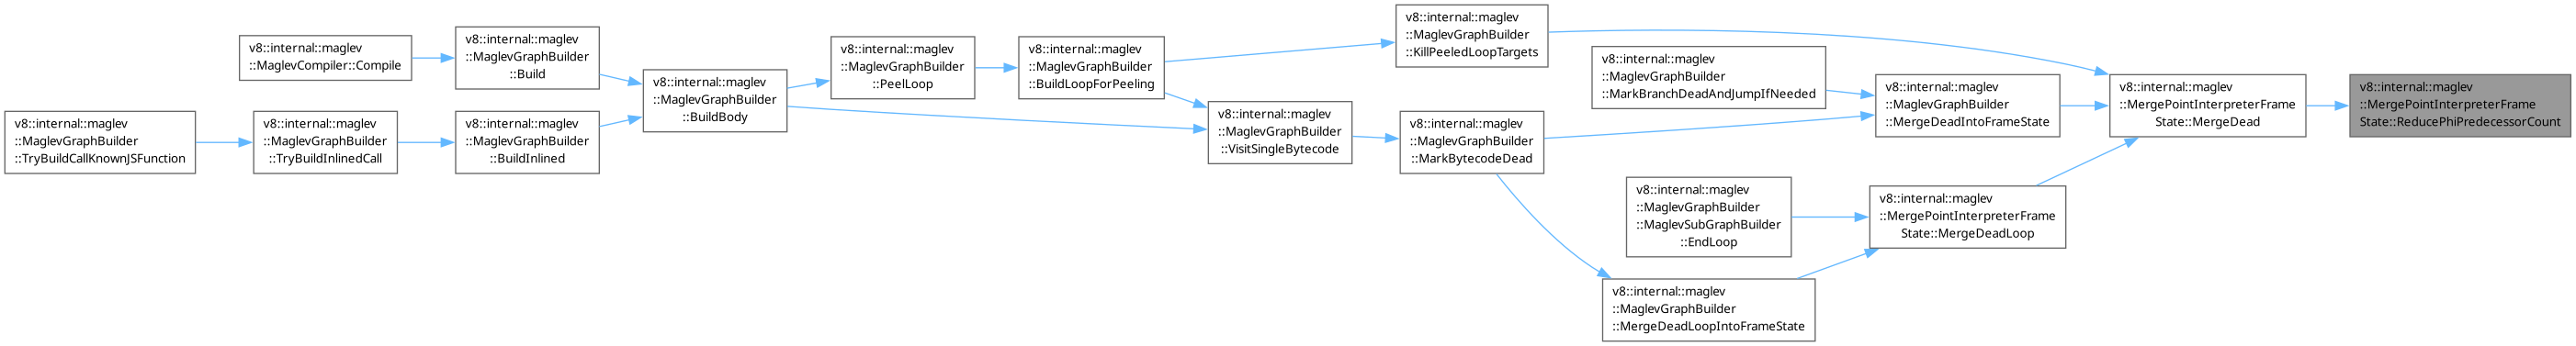 v8::internal::maglev
::MaglevCompiler::Compile
v8::internal::maglev
::MaglevGraphBuilder
::TryBuildCallKnownJSFunction
v8::internal::maglev
::MaglevGraphBuilder
::TryBuildInlinedCall
v8::internal::maglev
::MaglevGraphBuilder
::Build
v8::internal::maglev
::MaglevGraphBuilder
::BuildInlined
v8::internal::maglev
::MaglevGraphBuilder
::BuildBody
v8::internal::maglev
::MaglevGraphBuilder
::PeelLoop
v8::internal::maglev
::MaglevGraphBuilder
::BuildLoopForPeeling
v8::internal::maglev
::MaglevGraphBuilder
::VisitSingleBytecode
v8::internal::maglev
::MaglevGraphBuilder
::KillPeeledLoopTargets
v8::internal::maglev
::MaglevGraphBuilder
::MarkBytecodeDead
v8::internal::maglev
::MaglevGraphBuilder
::MarkBranchDeadAndJumpIfNeeded
v8::internal::maglev
::MaglevGraphBuilder
::MaglevSubGraphBuilder
::EndLoop
v8::internal::maglev
::MaglevGraphBuilder
::MergeDeadLoopIntoFrameState
v8::internal::maglev
::MaglevGraphBuilder
::MergeDeadIntoFrameState
v8::internal::maglev
::MergePointInterpreterFrame
State::MergeDeadLoop
v8::internal::maglev
::MergePointInterpreterFrame
State::MergeDead
v8::internal::maglev
::MergePointInterpreterFrame
State::ReducePhiPredecessorCount